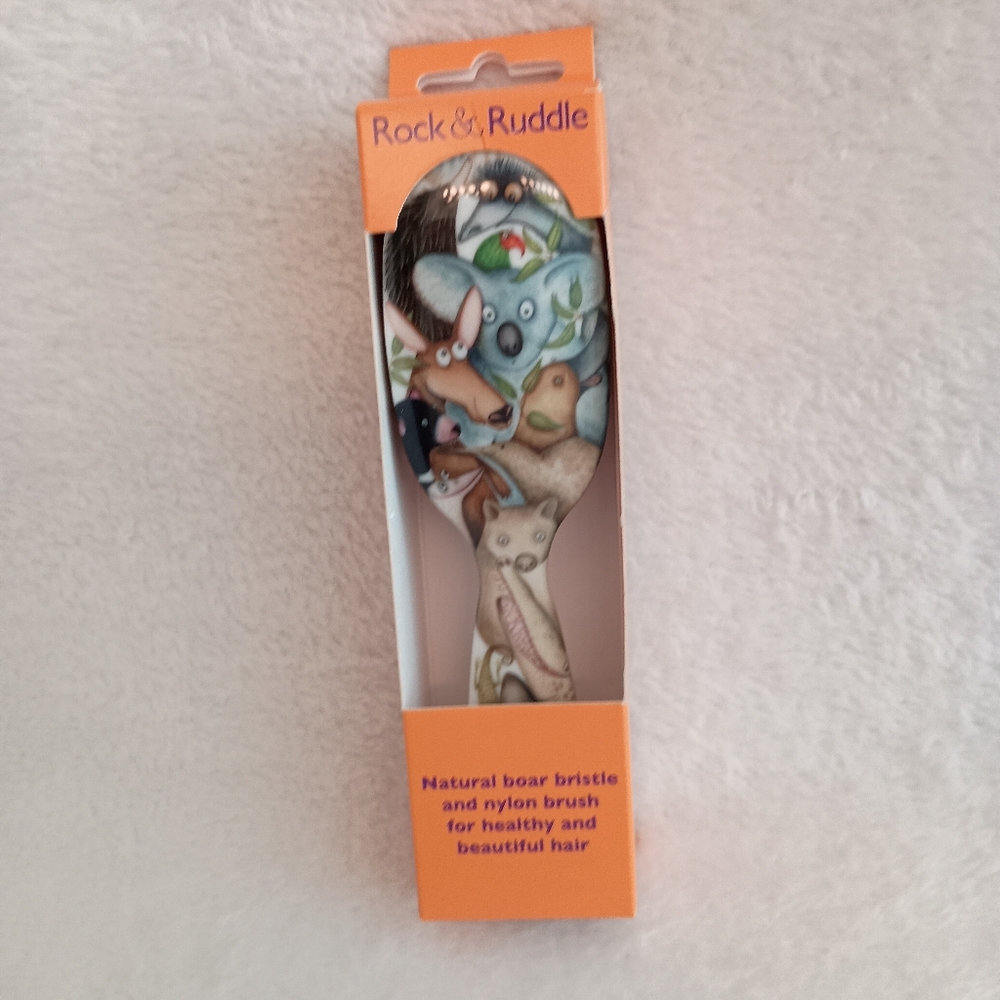 Rock & Ruddle
Natural boar bristle
and nylon brush
for healthy and
beautiful hair